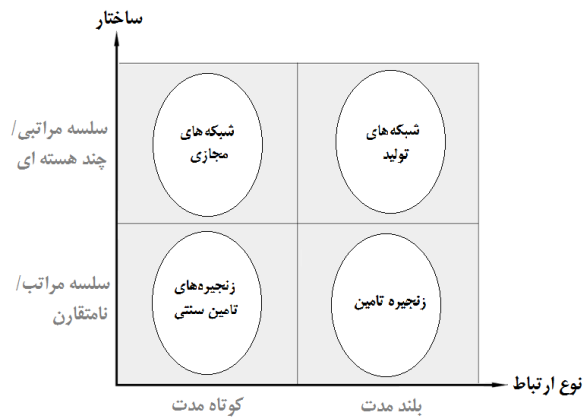 ساختار
سلسه مراتبی/
چند هسته ای
شبکه‌های
مجازی
شبکه‌های
تولید
سلسه مراتب/
نامتقارن
زنجیره‌های
تامین سنتی
زنجیره تامین
نوع ارتباط
کوتاه مدت
بلند مدت